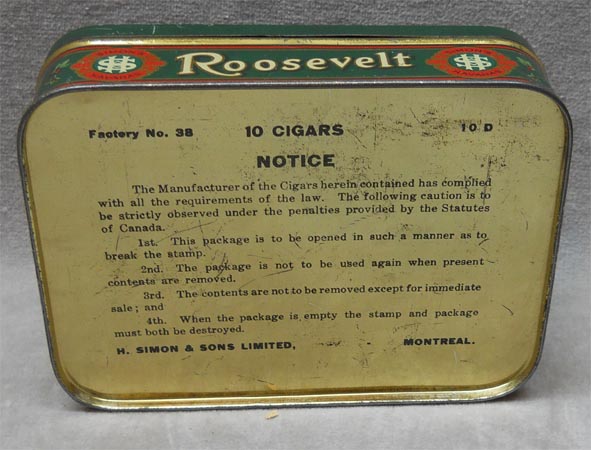 SIMON'S HAVANAS Roosevelt SIMON'S HAVANAS
Factory No. 38 10 CIGARS 10 D
NOTICE
The Manufacturer of the Cigars herein contained has complied
with all the requirements of the law. The following caution is to
be strictly observed under the penalties provided by the Statutes
of Canada.
1st. This package is to be opened in such a manner as to
break the stamp.
2nd. The package is not to be used again when present
contents are removed.
3rd. The contents are not to be removed except for immediate
sale; and
4th. When the package is empty the stamp and package
must both be destroyed.
H. SIMON & SONS LIMITED, - MONTREAL.